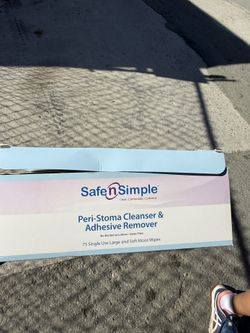 Safe n Simple
Peri-Stoma Cleanser &
Adhesive Remover
75 Single Use Large and Soft Moist Wipes